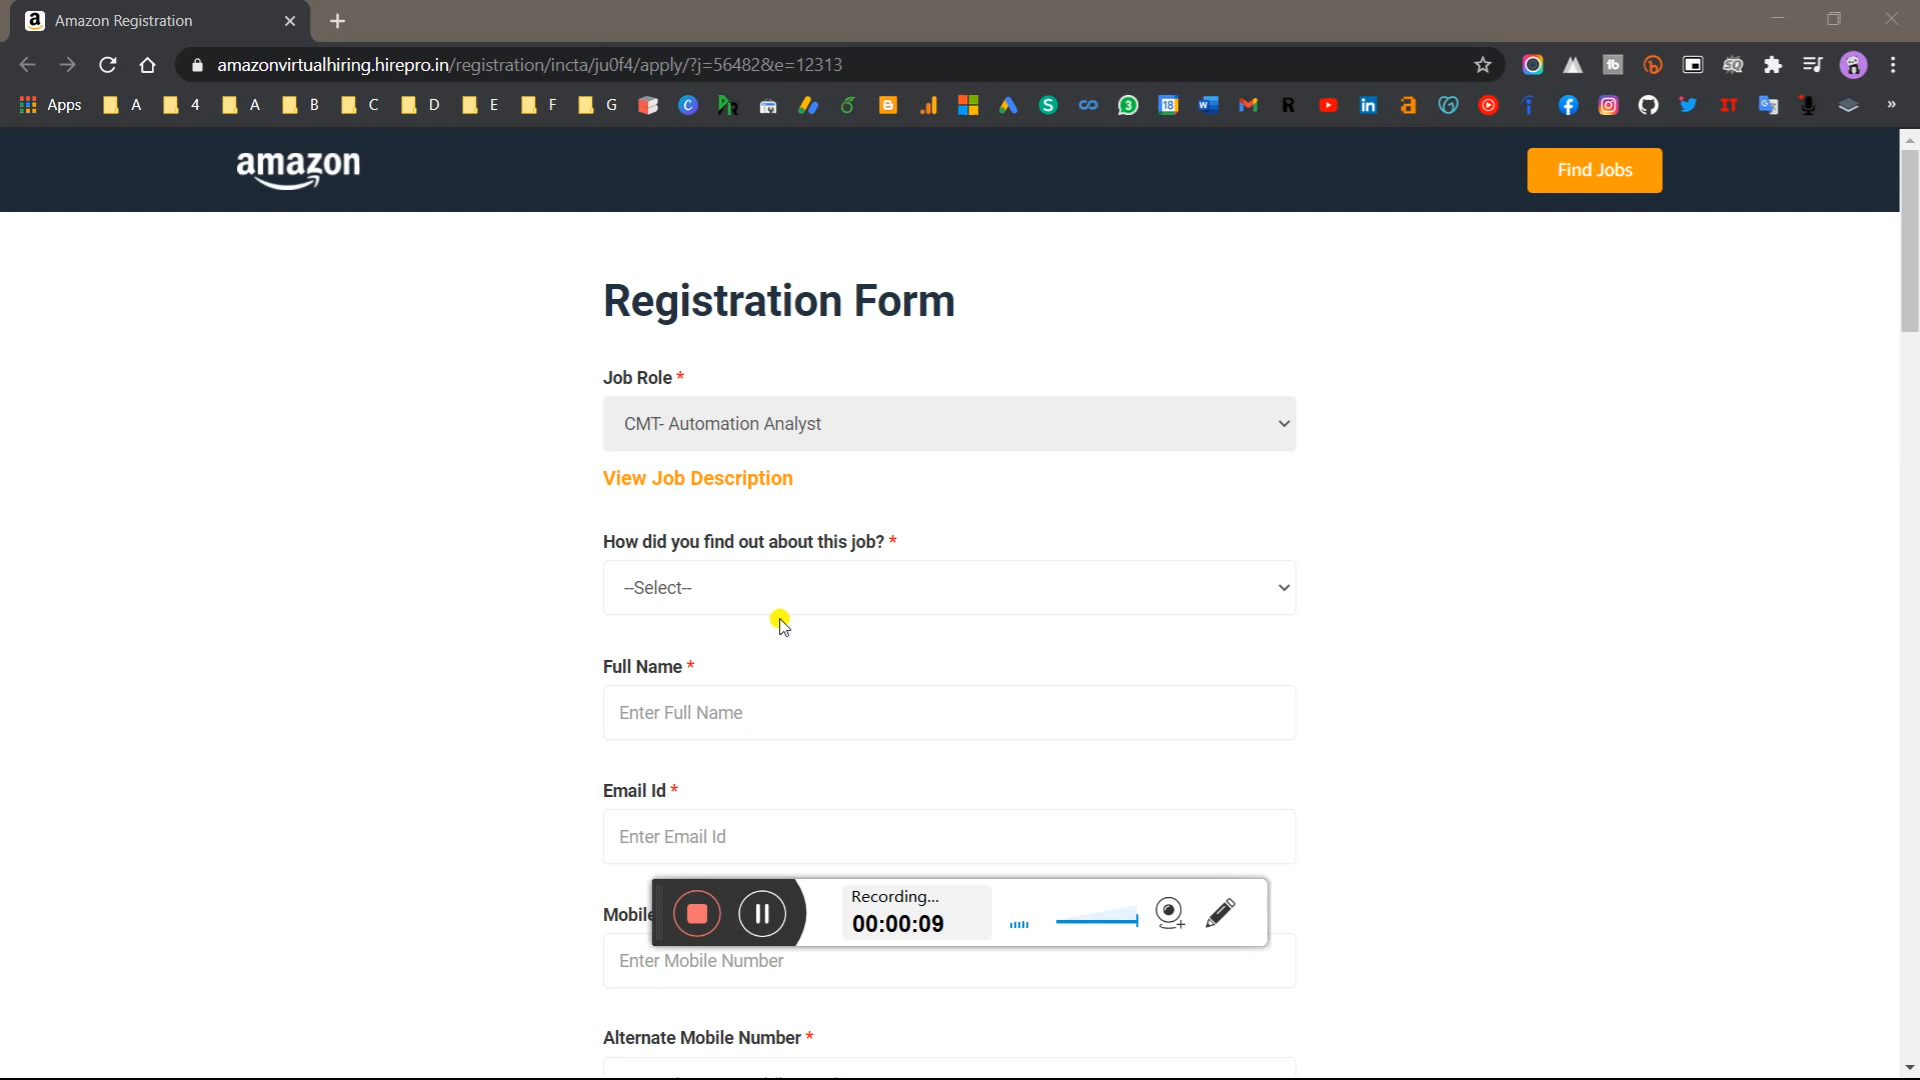 Amazon Registration
amazonvirtualhiring.hirepro.in/registration/incta/ju0f4/apply/?j=56482&e=12313
Apps A 4 A B C D E F G
amazon
Find Jobs
Registration Form
Job Role *
CMT- Automation Analyst
View Job Description
How did you find out about this job? *
--Select--
Full Name *
Enter Full Name
Email Id *
Enter Email Id
Mobile
Recording...
00:00:09
Enter Mobile Number
Alternate Mobile Number *